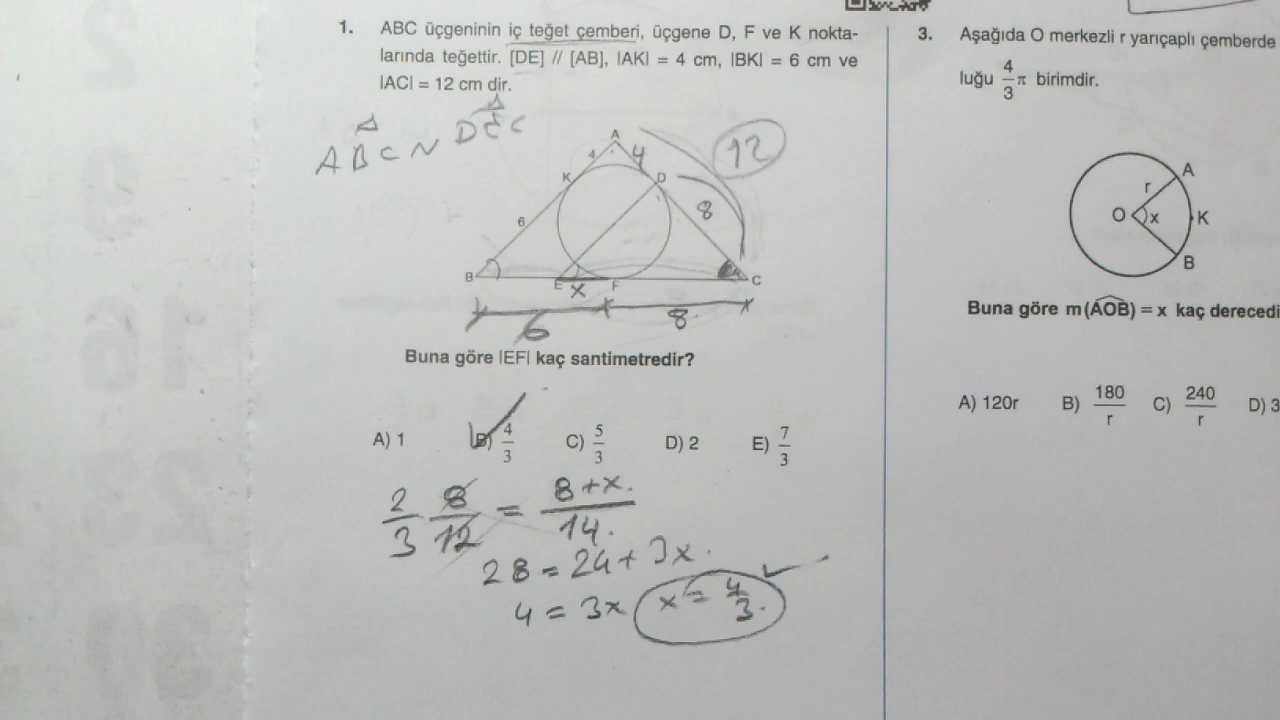 1. ABC üçgeninin iç teğet çemberi, üçgene D, F ve K nokta-
larında teğettir. [DE] // [AB], |AK| = 4 cm, |BK| = 6 cm ve
|AC| = 12 cm dir.
ABC ~ DEC
A
4
4
12
K
D
8
6
B
E
x
F
C
6
8
Buna göre |EF| kaç santimetredir?
A) 1 B) 4/3 C) 5/3 D) 2 E) 7/3
2/3 8/12 = 8+x/14
28 = 24 + 3x
4 = 3x x = 4/3
3. Aşağıda O merkezli r yarıçaplı çemberde
luğu 4/3 π birimdir.
A
r
O
x
K
B
Buna göre m(AOB) = x kaç derecedi
A) 120r B) 180/r C) 240/r D) 3